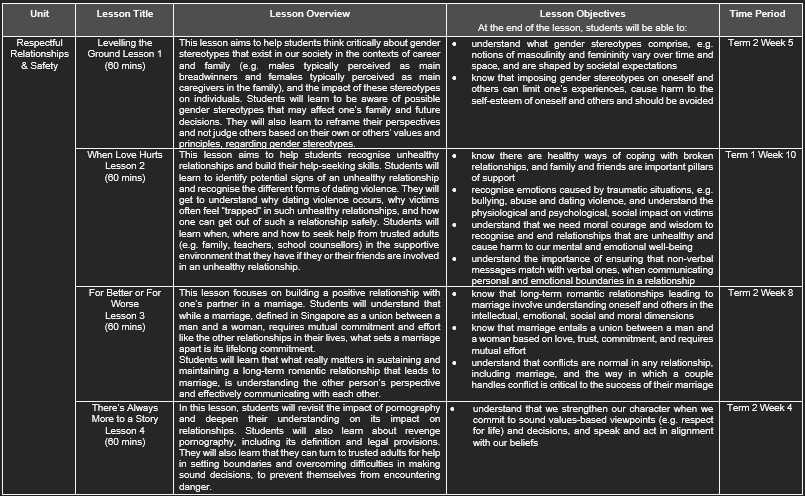 Unit
Lesson Title
Lesson Overview
Lesson Objectives
At the end of the lesson, students will be able to:
Time Period
Respectful
Relationships
& Safety
Levelling the
Ground Lesson 1
(60 mins)
This lesson aims to help students think critically about gender
stereotypes that exist in our society in the contexts of career
and family (e.g. males typically perceived as main
breadwinners and females typically perceived as main
caregivers in the family), and the impact of these stereotypes
on individuals. Students will learn to be aware of possible
gender stereotypes that may affect one's family and future
decisions. They will also learn to reframe their perspectives
and not judge others based on their own or others' values and
principles, regarding gender stereotypes.
• understand what gender stereotypes comprise, e.g.
notions of masculinity and femininity vary over time and
space, and are shaped by societal expectations
• know that imposing gender stereotypes on oneself and
others can limit one's experiences, cause harm to the
self-esteem of oneself and others and should be avoided
Term 2 Week 5
When Love Hurts
Lesson 2
(60 mins)
This lesson aims to help students recognise unhealthy
relationships and build their help-seeking skills. Students will
learn to identify potential signs of an unhealthy relationship
and recognise the different forms of dating violence. They will
get to understand why dating violence occurs, why victims
often feel "trapped" in such unhealthy relationships, and how
one can get out of such a relationship safely. Students will
learn when, where and how to seek help from trusted adults
(e.g. family, teachers, school counsellors) in the supportive
environment that they have if they or their friends are involved
in an unhealthy relationship.
• know there are healthy ways of coping with broken
relationships, and family and friends are important pillars
of support
• recognise emotions caused by traumatic situations, e.g.
bullying, abuse and dating violence, and understand the
physiological and psychological, social impact on victims
• understand that we need moral courage and wisdom to
recognise and end relationships that are unhealthy and
cause harm to our mental and emotional well-being
• understand the importance of ensuring that non-verbal
messages match with verbal ones, when communicating
personal and emotional boundaries in a relationship
Term 1 Week 10
For Better or For
Worse
Lesson 3
(60 mins)
This lesson focuses on building a positive relationship with
one's partner in a marriage. Students will understand that
while a marriage, defined in Singapore as a union between a
man and a woman, requires mutual commitment and effort
like the other relationships in their lives, what sets a marriage
apart is its lifelong commitment.
Students will learn that what really matters in sustaining and
maintaining a long-term romantic relationship that leads to
marriage, is understanding the other person's perspective
and effectively communicating with each other.
• know that long-term romantic relationships leading to
marriage involve understanding oneself and others in the
intellectual, emotional, social and moral dimensions
• know that marriage entails a union between a man and
a woman based on love, trust, commitment, and requires
mutual effort
• understand that conflicts are normal in any relationship,
including marriage, and the way in which a couple
handles conflict is critical to the success of their marriage
Term 2 Week 8
There's Always
More to a Story
Lesson 4
(60 mins)
In this lesson, students will revisit the impact of pornography
and deepen their understanding on its impact on
relationships. Students will also learn about revenge
pornography, including its definition and legal provisions.
They will also learn that they can turn to trusted adults for help
in setting boundaries and overcoming difficulties in making
sound decisions, to prevent themselves from encountering
danger.
• understand that we strengthen our character when we
commit to sound values-based viewpoints (e.g. respect
for life) and decisions, and speak and act in alignment
with our beliefs
Term 2 Week 4